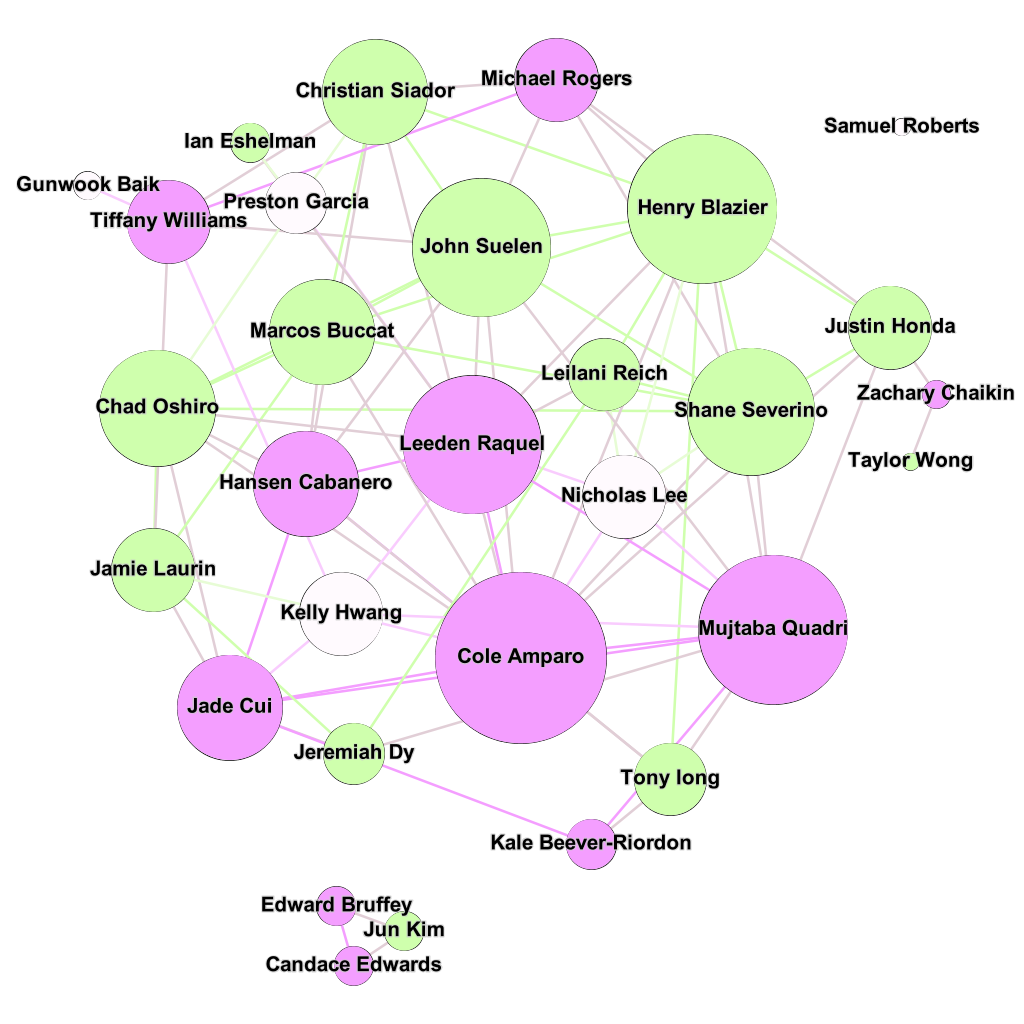 Michael Rogers
Christian Siador
Samuel Roberts
Ian Eshelman
Gunwook Baik
Preston Garcia
Henry Blazier
Tiffany Williams
John Suelen
Justin Honda
Marcos Buccat
Leileni Reich
Zachary Chaikin
Chad Oshiro
Shane Severino
Leeden Raquel
Taylor Wong
Hansen Cabanero
Nicholas Lee
Jamie Laurin
Kelly Hwang
Mujtaba Quadri
Cole Amparo
Jade Cui
Jeremiah Dy
Tony long
Kale Beever-Riordon
Edward Bruffey
Jun Kim
Candace Edwards